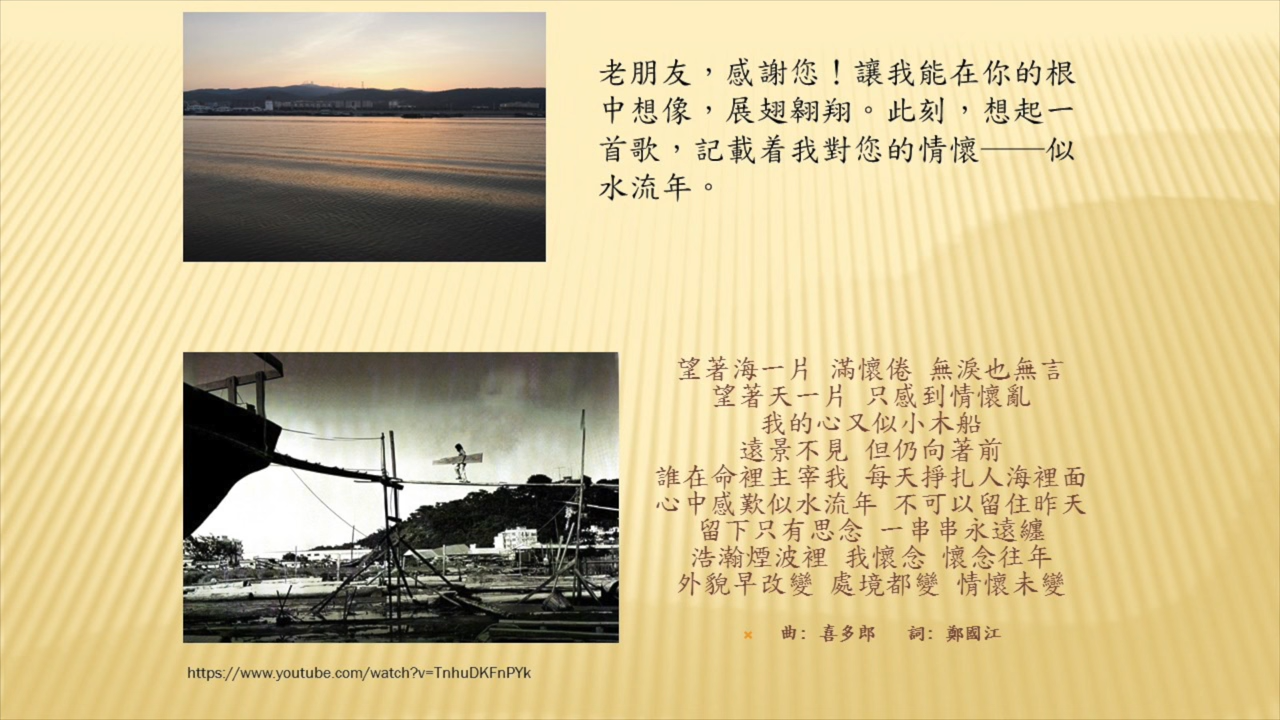 老朋友，感謝您！讓我能在你的根
中想像，展翅翱翔。此刻，想起一
首歌，記載着我對您的情懷——似
水流年。
望著海一片 滿懷倦 無淚也無言
望著天一片 只感到情懷亂
我的心又似小木船
遠景不見 但仍向著前
誰在命裡主宰我 每天掙扎人海裡面
心中感歎似水流年 不可以留住昨天
留下只有思念 一串串永遠纏
浩瀚煙波裡 我懷念 懷念往年
外貌早改變 處境都變 情懷未變
曲: 喜多郎 詞: 鄭國江
https://www.youtube.com/watch?v=TnhuDKFnPYk